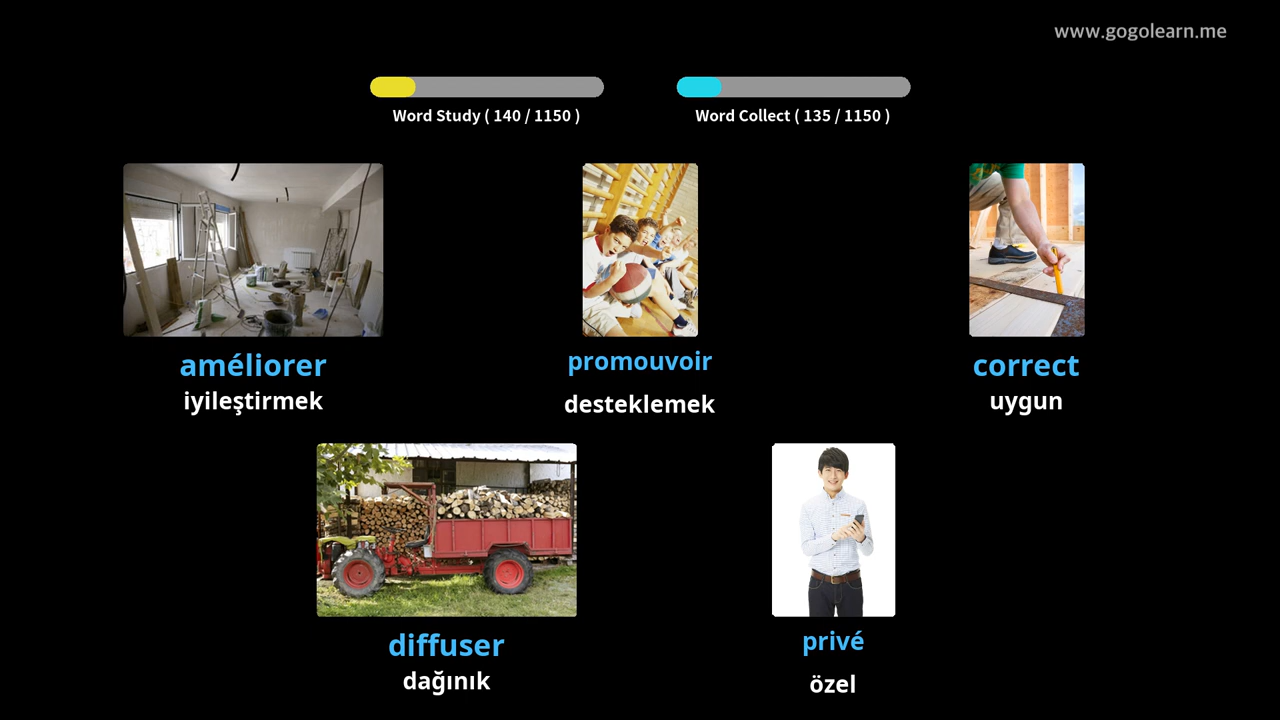 www.gogolearn.me
Word Study ( 140 / 1150 )
Word Collect ( 135 / 1150 )
améliorer
iyileştirmek
promouvoir
desteklemek
correct
uygun
diffuser
dağınık
privé
özel